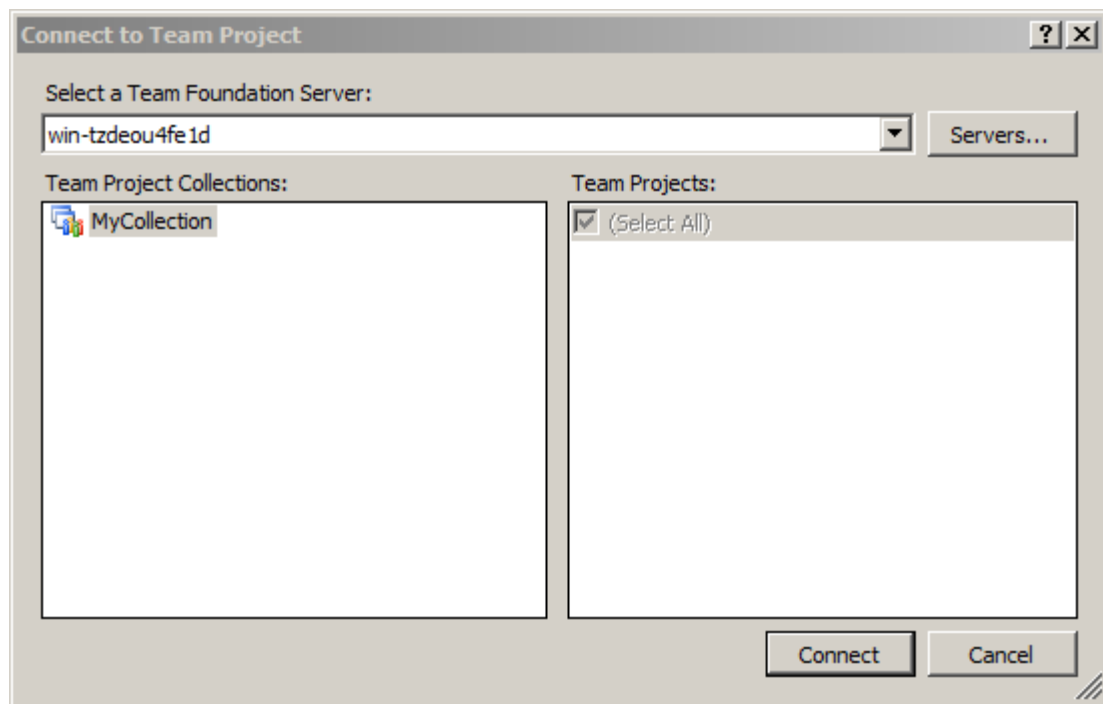 Connect to Team Project
Select a Team Foundation Server:
win-tzdeou4fe1d
Servers...
Team Project Collections:
Team Projects:
MyCollection
(Select All)
Connect
Cancel